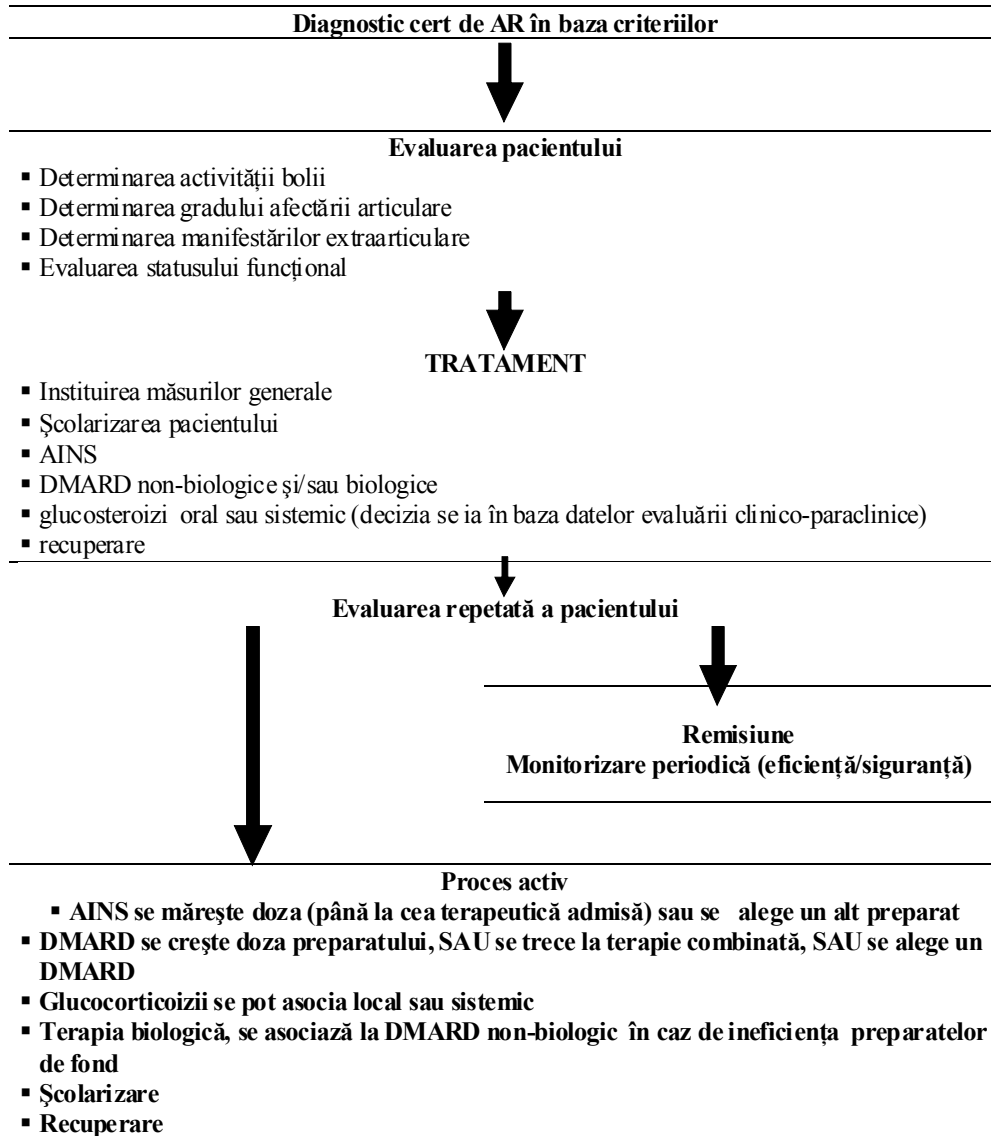 Diagnostic cert de AR în baza criteriilor
Evaluarea pacientului
▪ Determinarea activității bolii
▪ Determinarea gradului afectării articulare
▪ Determinarea manifestărilor extraarticulare
▪ Evaluarea statusului funcțional
TRATAMENT
▪ Instituirea măsurilor generale
▪ Şcolarizarea pacientului
▪ AINS
▪ DMARD non-biologice şi/sau biologice
▪ glucosteroizi oral sau sistemic (decizia se ia în baza datelor evaluării clinico-paraclinice)
▪ recuperare
Evaluarea repetată a pacientului
Remisiune
Monitorizare periodică (eficiență/siguranță)
Proces activ
▪ AINS se măreşte doza (până la cea terapeutică admisă) sau se alege un alt preparat
▪ DMARD se creşte doza preparatului, SAU se trece la terapie combinată, SAU se alege un
DMARD
▪ Glucocorticoizii se pot asocia local sau sistemic
▪ Terapia biologică, se asociază la DMARD non-biologic în caz de ineficiența preparatelor
de fond
▪ Şcolarizare
▪ Recuperare